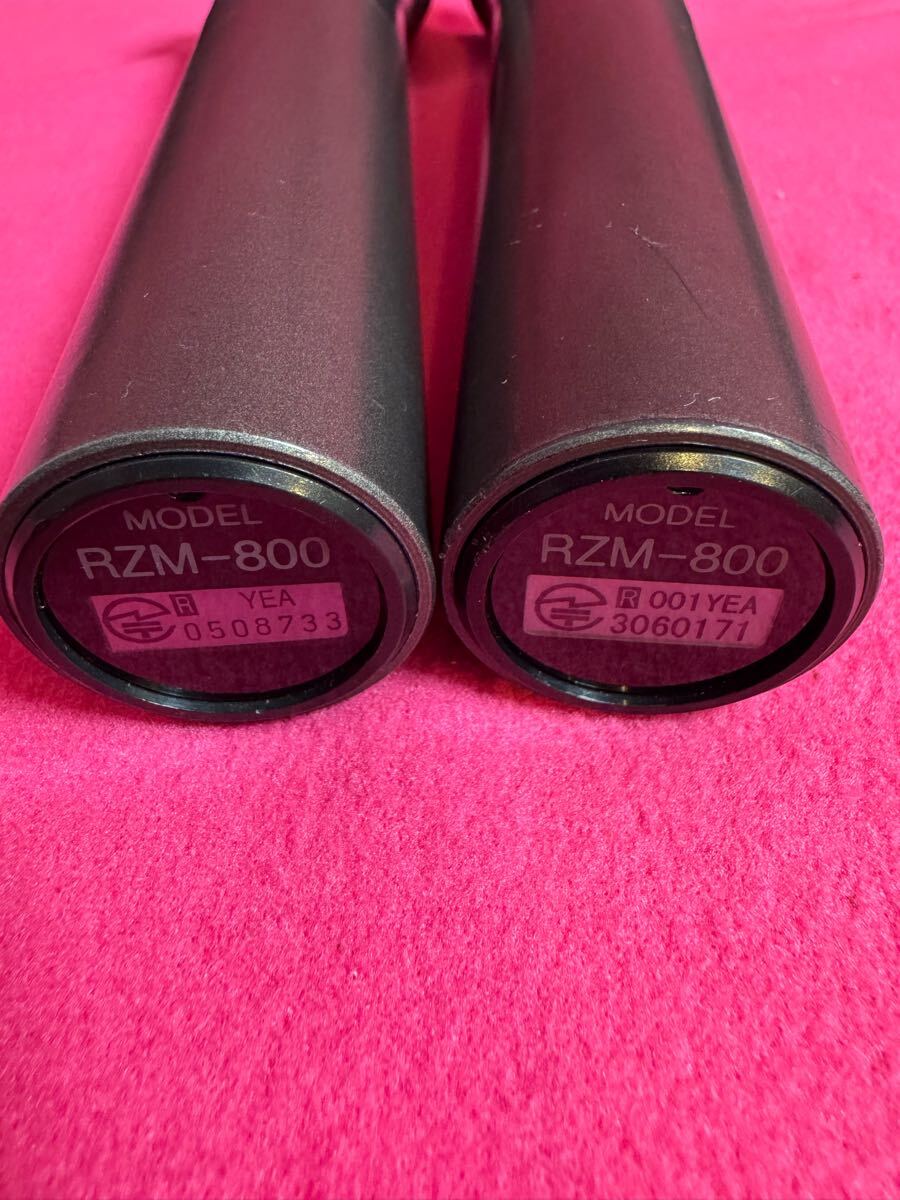 MODEL
RZM-800
R YEA
0508733
MODEL
RZM-800
R 001YEA
3060171